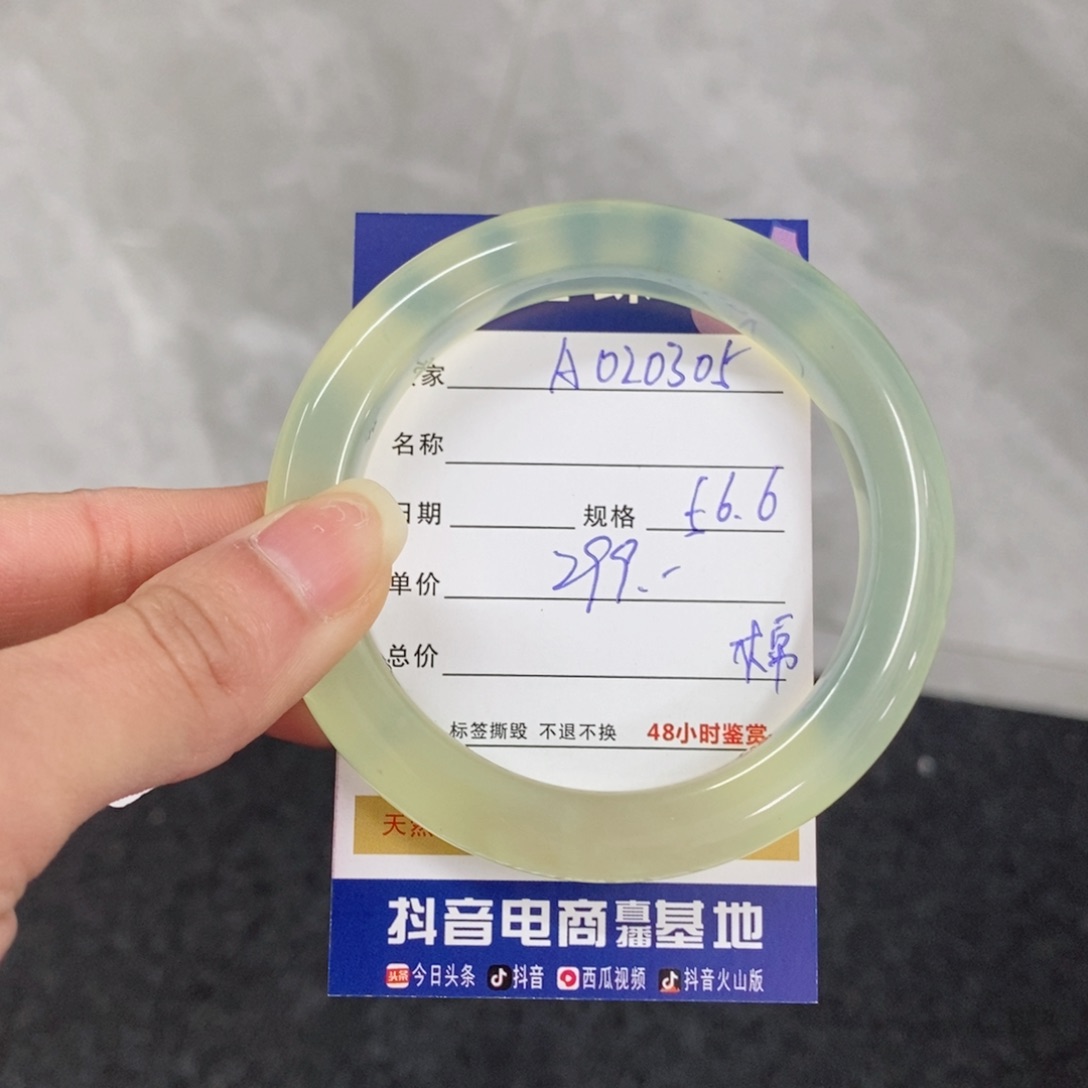 家 A020305
名称
日期 规格 56.6
单价 299.-
总价 棉
标签撕毁 不退不换 48小时鉴赏
天然
抖音电商直播基地
今日头条 抖音 西瓜视频 抖音火山版